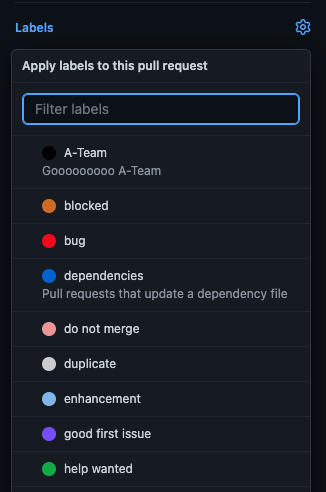 Labels
Apply labels to this pull request
Filter labels
A-Team
Gooooooooo A-Team
blocked
bug
dependencies
Pull requests that update a dependency file
do not merge
duplicate
enhancement
good first issue
help wanted